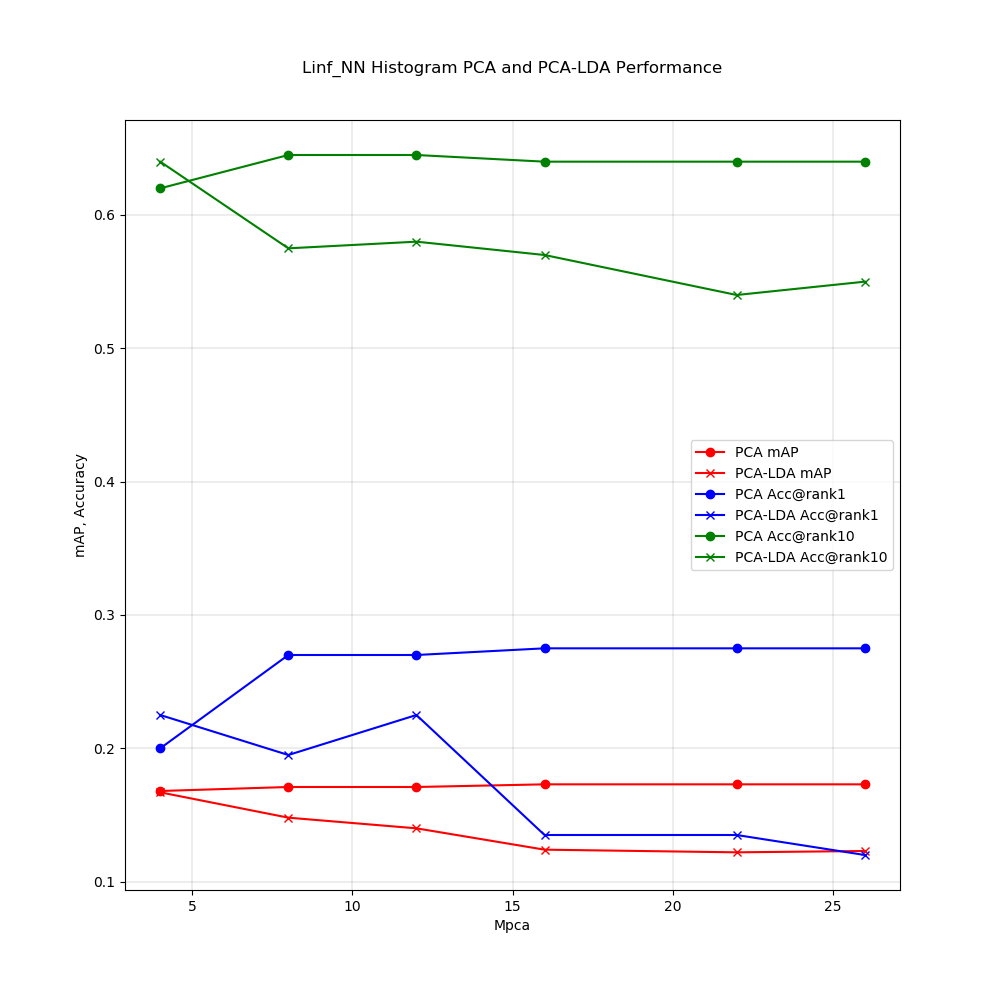 Linf_NN Histogram PCA and PCA-LDA Performance
mAP, Accuracy
0.6
0.5
0.4
0.3
0.2
0.1
PCA mAP
PCA-LDA mAP
PCA Acc@rank1
PCA-LDA Acc@rank1
PCA Acc@rank10
PCA-LDA Acc@rank10
5 10 15 20 25
Mpca